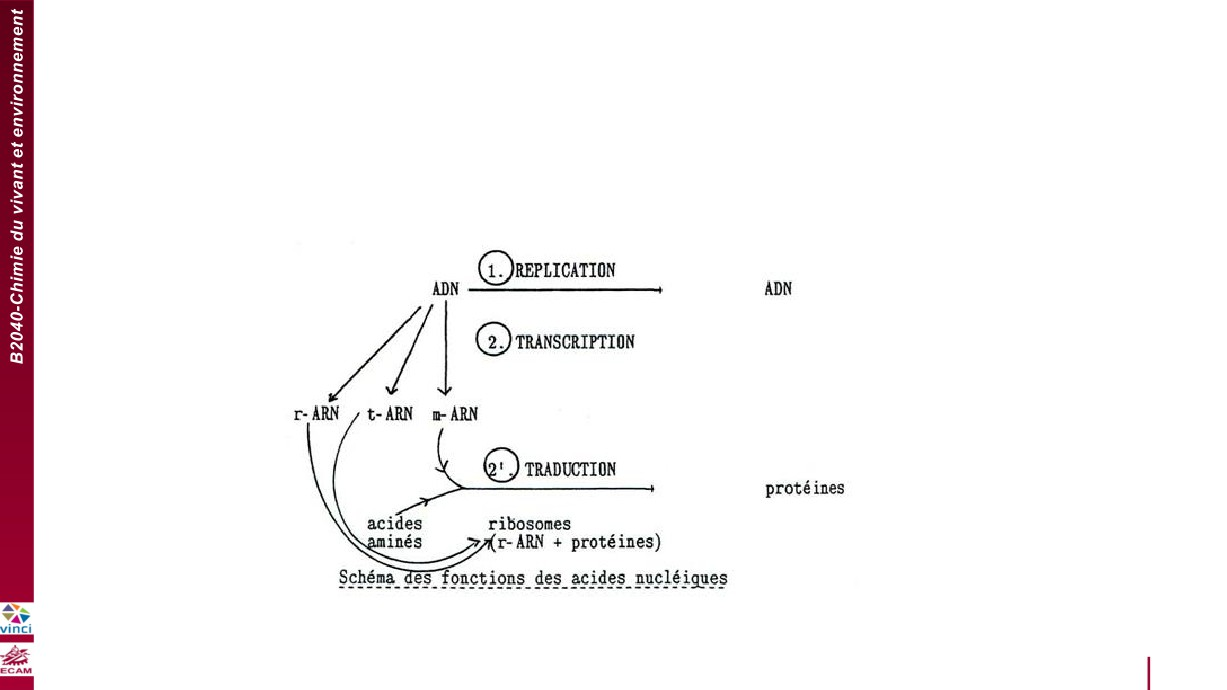 B2040-Chimie du vivant et environnement
1. REPLICATION
ADN ADN
2. TRANSCRIPTION
r-ARN t-ARN m-ARN
2'. TRADUCTION
protéines
acides ribosomes
aminés (r-ARN + protéines)
Schéma des fonctions des acides nucléiques
vinci
ECAM